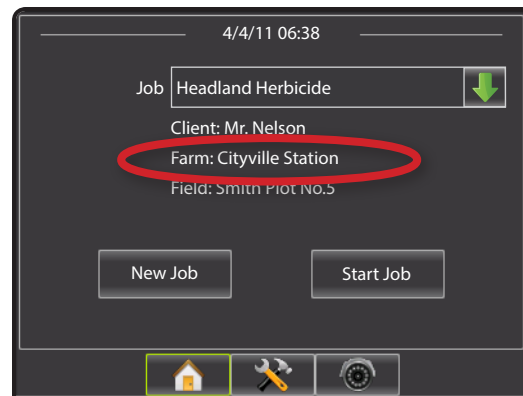 4/4/11 06:38
Job Headland Herbicide
Client: Mr. Nelson
Farm: Cityville Station
Field: Smith Plot No.5
New Job Start Job